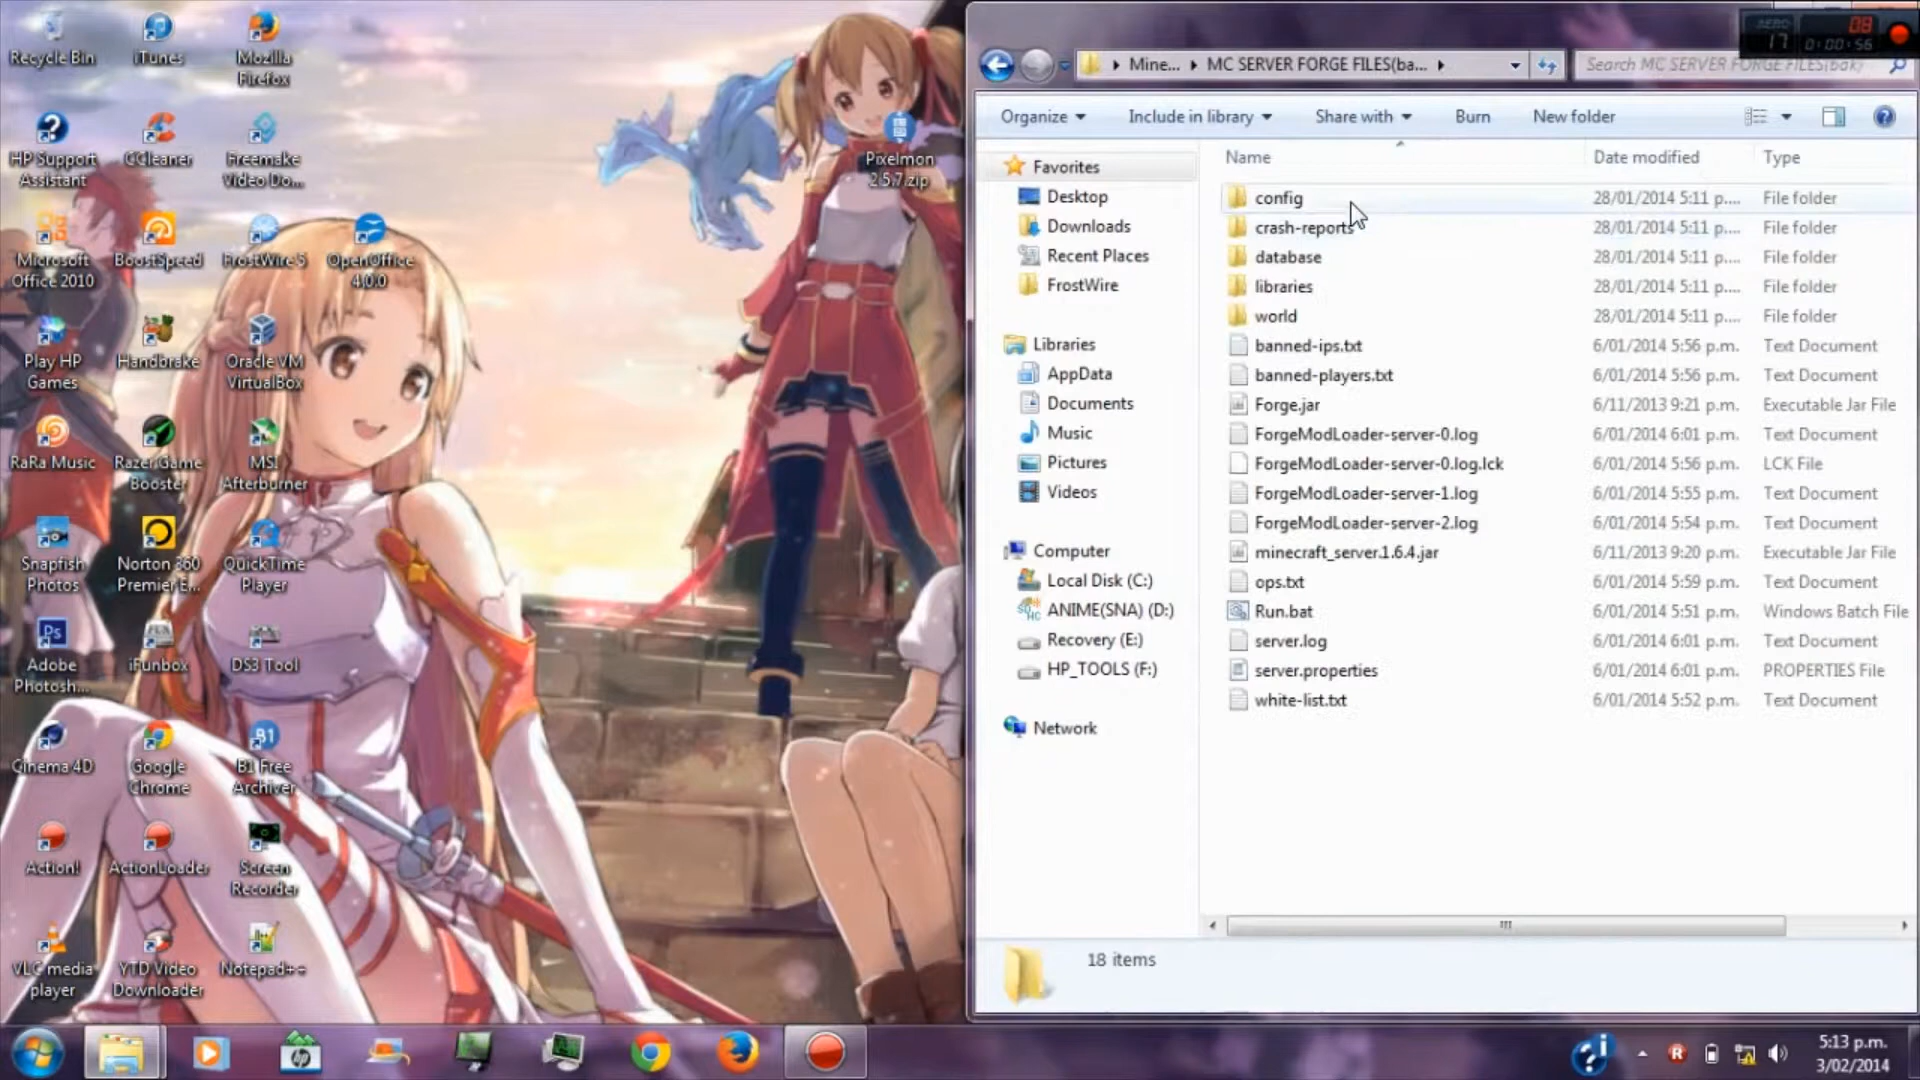 Recycle Bin
iTunes
Mozilla
Firefox
HP Support
Assistant
CCleaner
Freemake
Video Do...
Pixelmon
2.5.7.zip
Microsoft
Office 2010
BoostSpeed
FrostWire 5
OpenOffice
4.0.0
Play HP
Games
Handbrake
Oracle VM
VirtualBox
RaRa Music
Razer Game
Booster
MSI
Afterburner
Snapfish
Photos
Norton 360
Premier E...
QuickTime
Player
Ps
Adobe
Photosh...
iFunbox
DS3 Tool
Cinema 4D
Google
Chrome
B1
B1 Free
Archiver
Action!
ActionLoader
Screen
Recorder
VLC media
player
YTD Video
Downloader
Notepad++
AERO
17
08
0:00:56
Mine... MC SERVER FORGE FILES(ba...
Search MC SERVER FORGE FILES(bak)
Organize Include in library Share with Burn New folder
Favorites
Desktop
Downloads
Recent Places
FrostWire
Libraries
AppData
Documents
Music
Pictures
Videos
Computer
Local Disk (C:)
ANIME(SNA) (D:)
Recovery (E:)
HP_TOOLS (F:)
Network
Name Date modified Type
config 28/01/2014 5:11 p.... File folder
crash-reports 28/01/2014 5:11 p.... File folder
database 28/01/2014 5:11 p.... File folder
libraries 28/01/2014 5:11 p.... File folder
world 28/01/2014 5:11 p.... File folder
banned-ips.txt 6/01/2014 5:56 p.m. Text Document
banned-players.txt 6/01/2014 5:56 p.m. Text Document
Forge.jar 6/11/2013 9:21 p.m. Executable Jar File
ForgeModLoader-server-0.log 6/01/2014 6:01 p.m. Text Document
ForgeModLoader-server-0.log.lck 6/01/2014 5:56 p.m. LCK File
ForgeModLoader-server-1.log 6/01/2014 5:55 p.m. Text Document
ForgeModLoader-server-2.log 6/01/2014 5:54 p.m. Text Document
minecraft_server.1.6.4.jar 6/11/2013 9:20 p.m. Executable Jar File
ops.txt 6/01/2014 5:59 p.m. Text Document
Run.bat 6/01/2014 5:51 p.m. Windows Batch File
server.log 6/01/2014 6:01 p.m. Text Document
server.properties 6/01/2014 6:01 p.m. PROPERTIES File
white-list.txt 6/01/2014 5:52 p.m. Text Document
18 items
hp
R
5:13 p.m.
3/02/2014